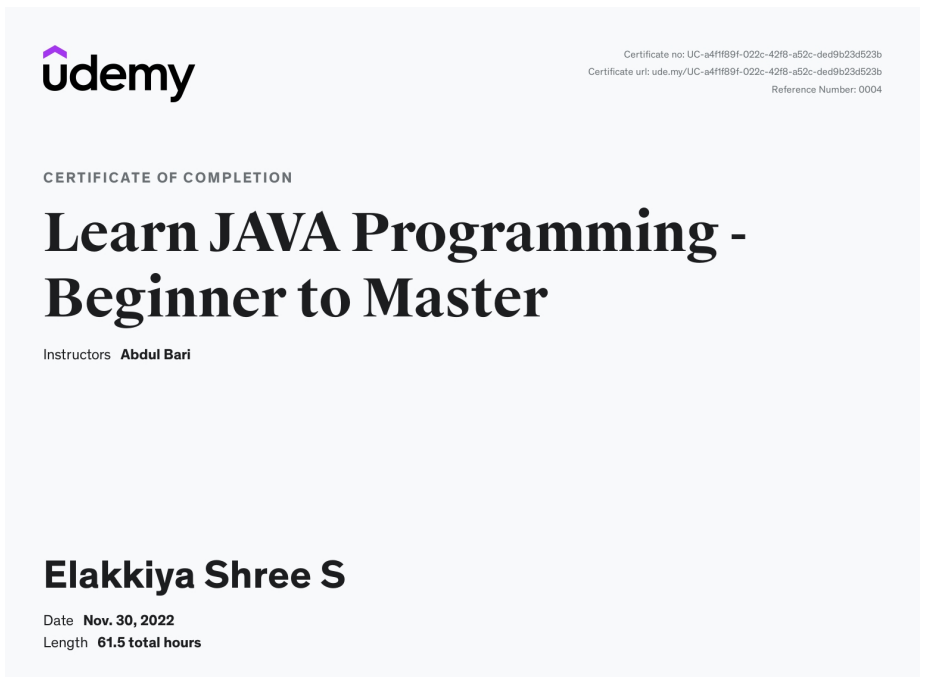 udemy
Certificate no: UC-a4f1f89f-022c-42f8-a52c-ded9b23d523b
Certificate url: ude.my/UC-a4f1f89f-022c-42f8-a52c-ded9b23d523b
Reference Number: 0004
CERTIFICATE OF COMPLETION
Learn JAVA Programming -
Beginner to Master
Instructors Abdul Bari
Elakkiya Shree S
Date Nov. 30, 2022
Length 61.5 total hours